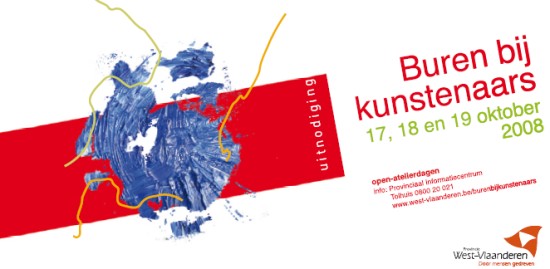 uitnodiging
Buren bij
kunstenaars
17, 18 en 19 oktober
2008
open-atelierdagen
Info: Provinciaal Informatiecentrum
Tolhuis 0800 20 021
www.west-vlaanderen.be/burenbijkunstenaars
Provincie
West-Vlaanderen
Door mensen gedreven